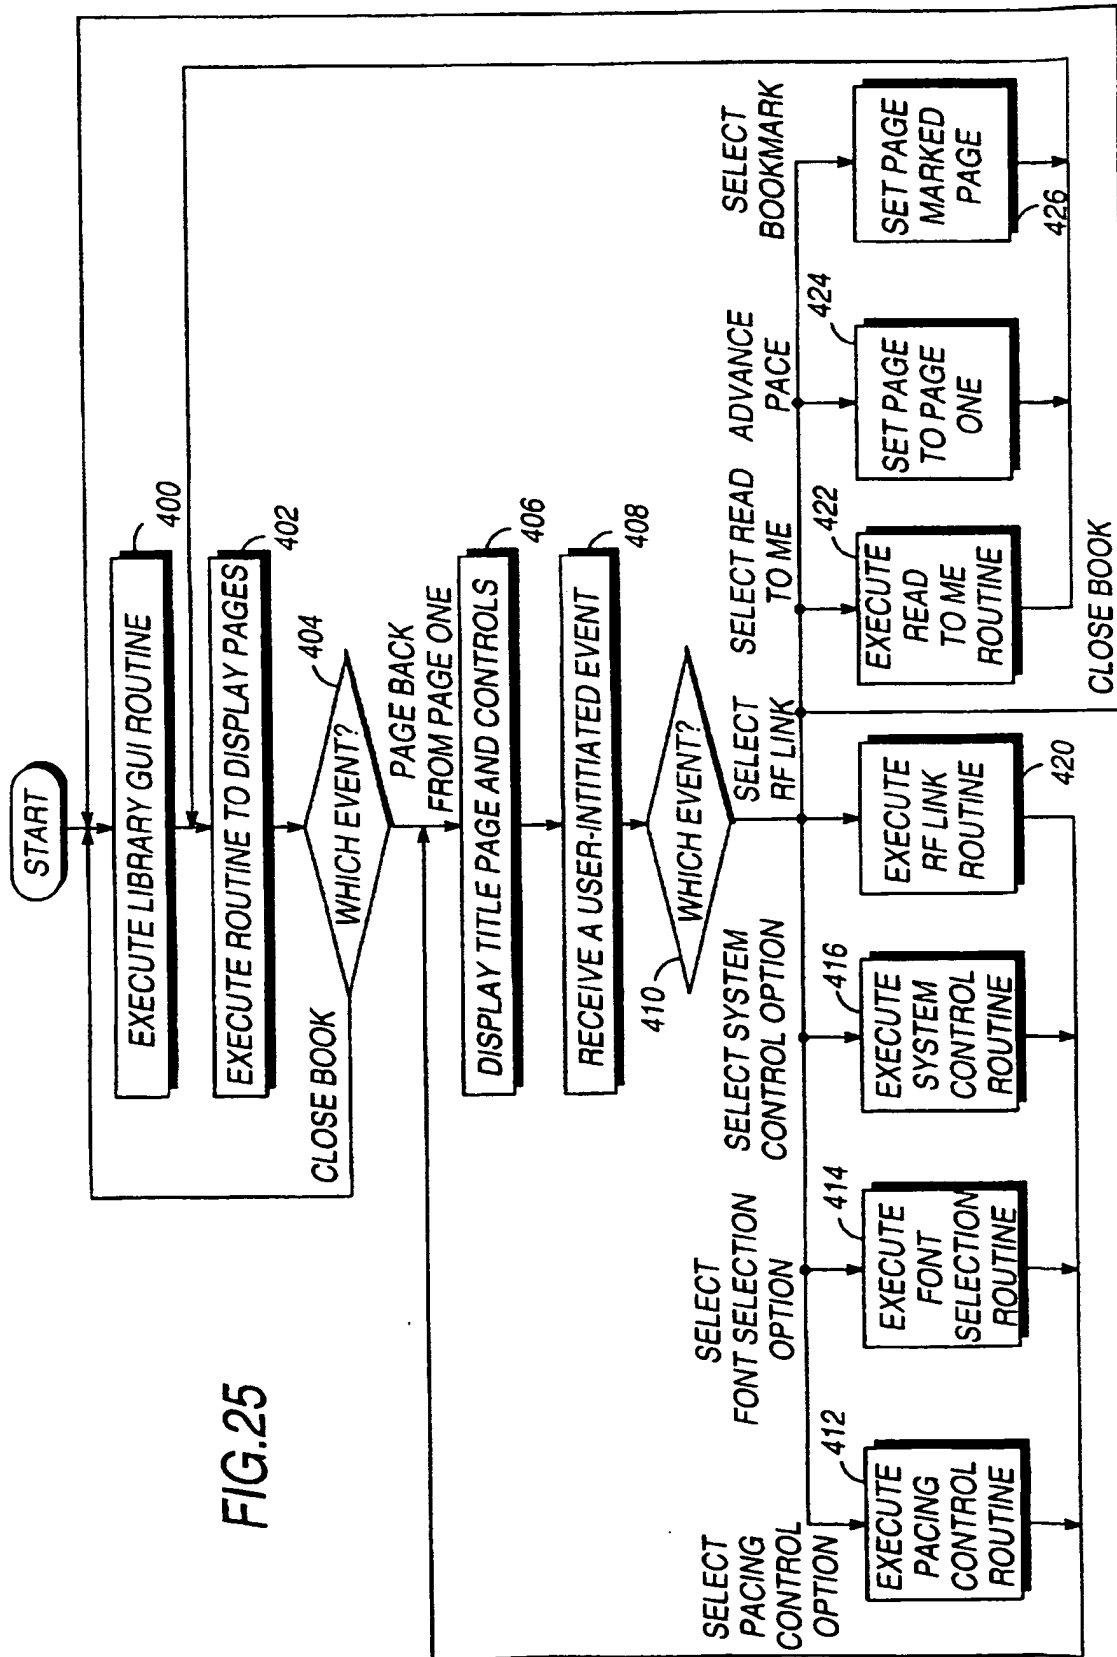 FIG.25
START
EXECUTE LIBRARY GUI ROUTINE
400
EXECUTE ROUTINE TO DISPLAY PAGES
402
WHICH EVENT?
404
CLOSE BOOK
PAGE BACK
FROM PAGE ONE
DISPLAY TITLE PAGE AND CONTROLS
406
RECEIVE A USER-INITIATED EVENT
408
WHICH EVENT?
410
SELECT
PACING
CONTROL
OPTION
SELECT
FONT SELECTION
OPTION
SELECT SYSTEM
CONTROL OPTION
SELECT
RF LINK
SELECT READ
TO ME
ADVANCE
PACE
SELECT
BOOKMARK
EXECUTE
PACING
CONTROL
ROUTINE
412
EXECUTE
FONT
SELECTION
ROUTINE
414
EXECUTE
SYSTEM
CONTROL
ROUTINE
416
EXECUTE
RF LINK
ROUTINE
420
EXECUTE
READ
TO ME
ROUTINE
422
SET PAGE
TO PAGE
ONE
424
SET PAGE
MARKED
PAGE
426
CLOSE BOOK